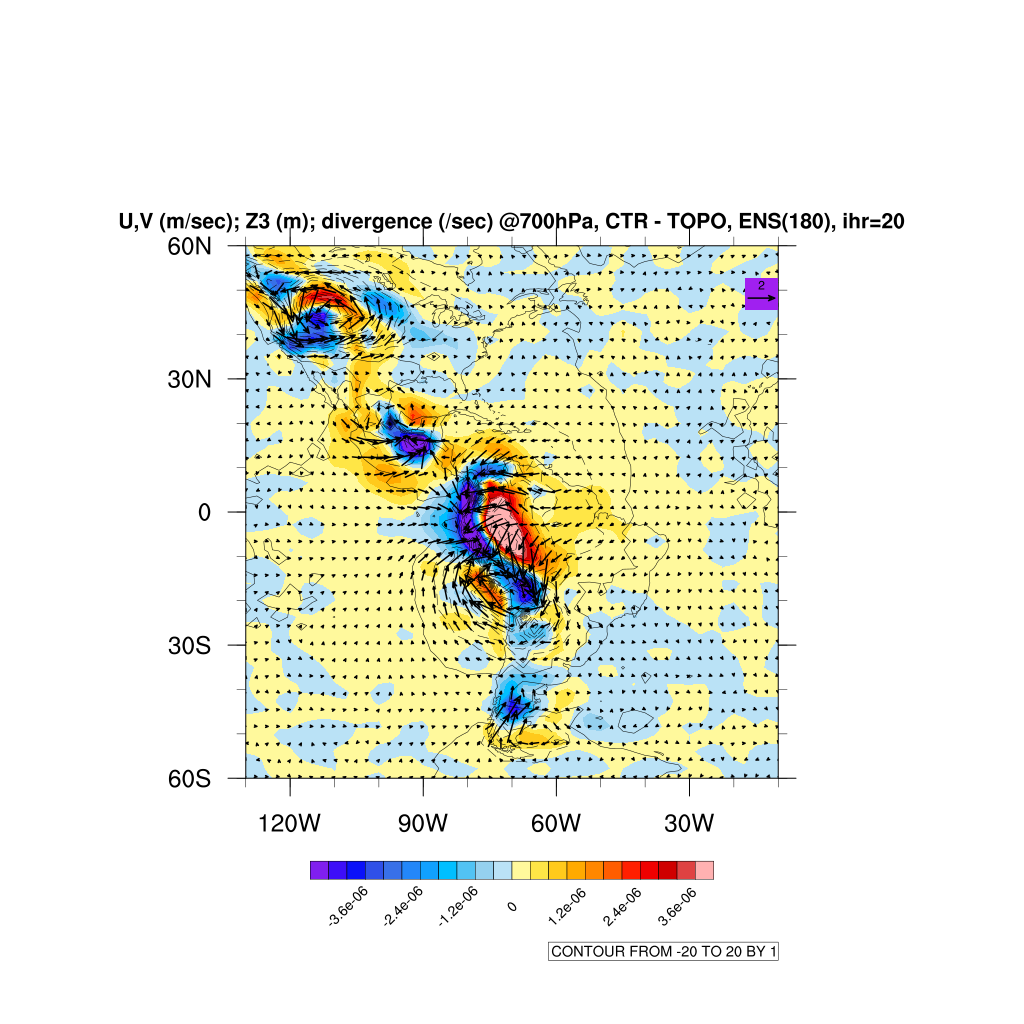 U,V (m/sec); Z3 (m); divergence (/sec) @700hPa, CTR - TOPO, ENS(180), ihr=20
60N
2
30N
0
30S
60S
120W 90W 60W 30W
-3.6e-06 -2.4e-06 -1.2e-06 0 1.2e-06 2.4e-06 3.6e-06
CONTOUR FROM -20 TO 20 BY 1